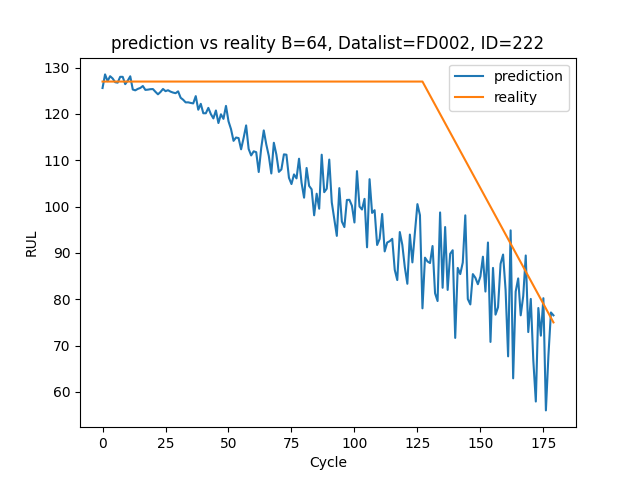 prediction vs reality B=64, Datalist=FD002, ID=222
prediction
reality
RUL
130
120
110
100
90
80
70
60
0 25 50 75 100 125 150 175
Cycle